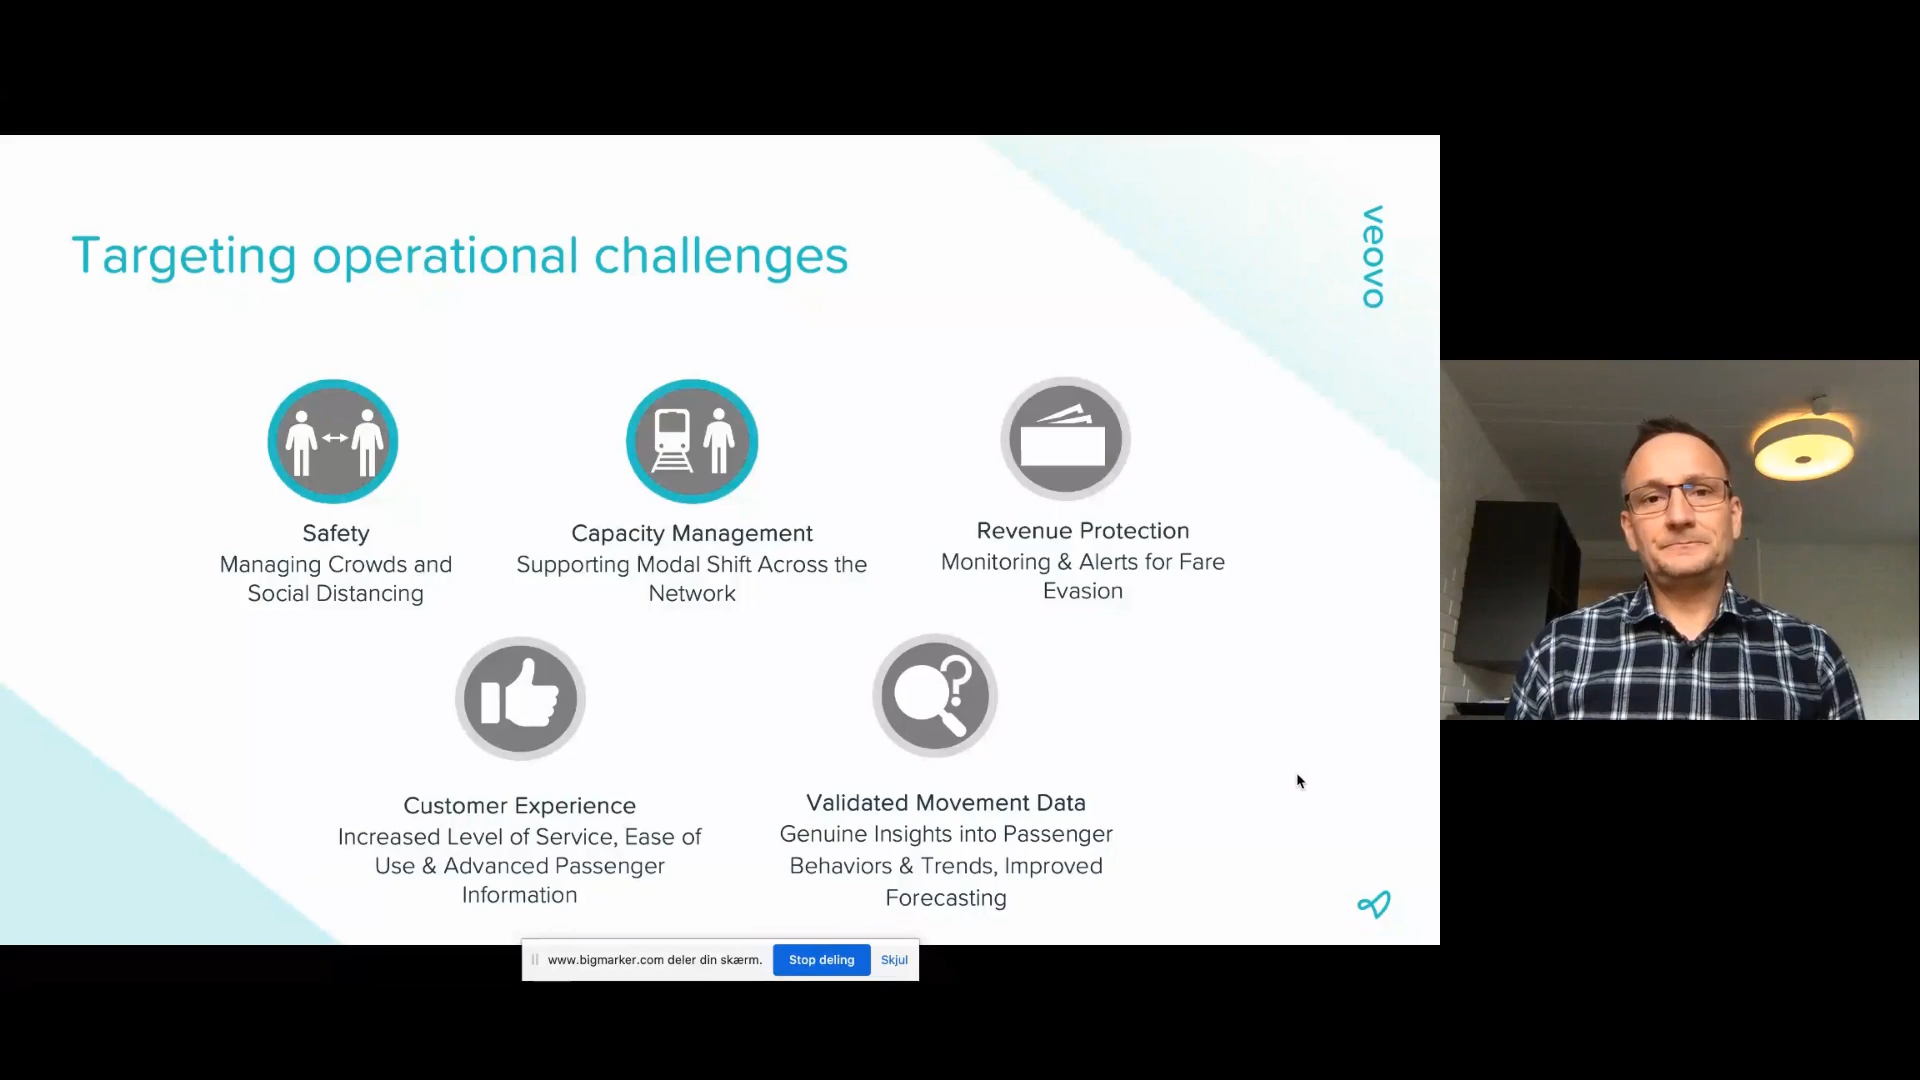 Targeting operational challenges
veovo
Safety
Managing Crowds and
Social Distancing
Capacity Management
Supporting Modal Shift Across the
Network
Revenue Protection
Monitoring & Alerts for Fare
Evasion
?
Customer Experience
Increased Level of Service, Ease of
Use & Advanced Passenger
Information
Validated Movement Data
Genuine Insights into Passenger
Behaviors & Trends, Improved
Forecasting
www.bigmarker.com deler din skærm.
Stop deling
Skjul